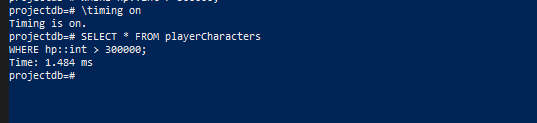 projectdb=# \timing on
Timing is on.
projectdb=# SELECT * FROM playerCharacters
WHERE hp::int > 300000;
Time: 1.484 ms
projectdb=#